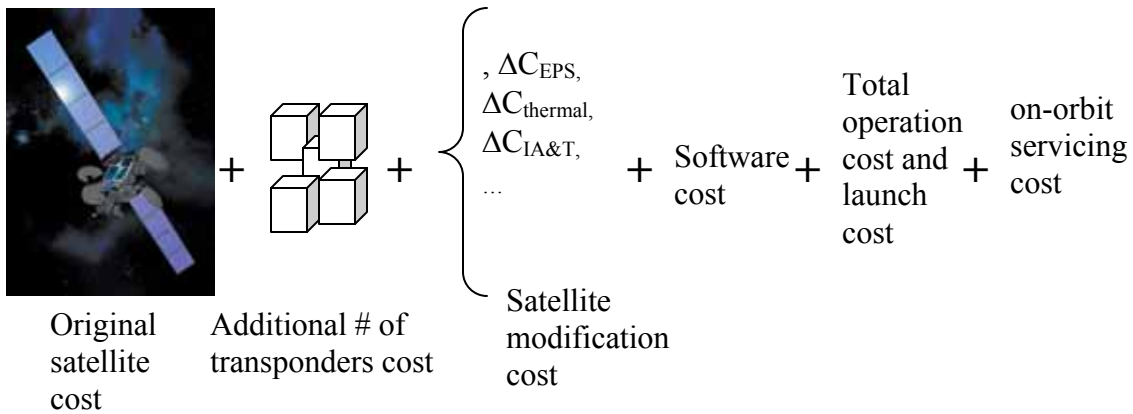 , ΔC_EPS,
ΔC_thermal,
ΔC_IA&T,
...
+
+
+
Software
cost
+
Total
operation
cost and
launch
cost
+
on-orbit
servicing
cost
Original
satellite
cost
Additional # of
transponders cost
Satellite
modification
cost